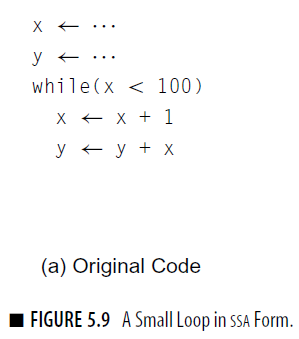 x ← ...
y ← ...
while(x < 100)
x ← x + 1
y ← y + x
(a) Original Code
■ FIGURE 5.9 A Small Loop in SSA Form.